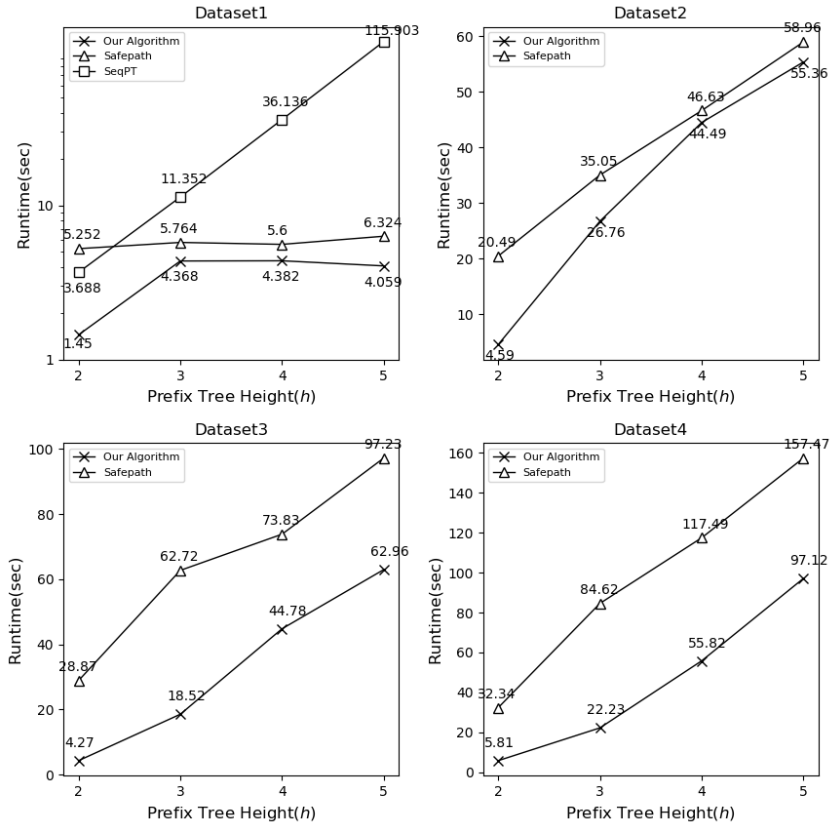 Dataset1
Our Algorithm
Safepath
SeqPT
115.903
36.136
11.352
10
5.252
5.764
5.6
6.324
3.688
4.368
4.382
4.059
1.45
1
2 3 4 5
Runtime(sec)
Prefix Tree Height(h)
Dataset2
Our Algorithm
Safepath
60
50
40
30
20
10
58.96
55.36
46.63
44.49
35.05
26.76
20.49
4.59
2 3 4 5
Runtime(sec)
Prefix Tree Height(h)
Dataset3
Our Algorithm
Safepath
100
80
60
40
20
0
97.23
73.83
62.72
62.96
44.78
28.87
18.52
4.27
2 3 4 5
Runtime(sec)
Prefix Tree Height(h)
Dataset4
Our Algorithm
Safepath
160
140
120
100
80
60
40
20
0
157.47
117.49
97.12
84.62
55.82
32.34
22.23
5.81
2 3 4 5
Runtime(sec)
Prefix Tree Height(h)